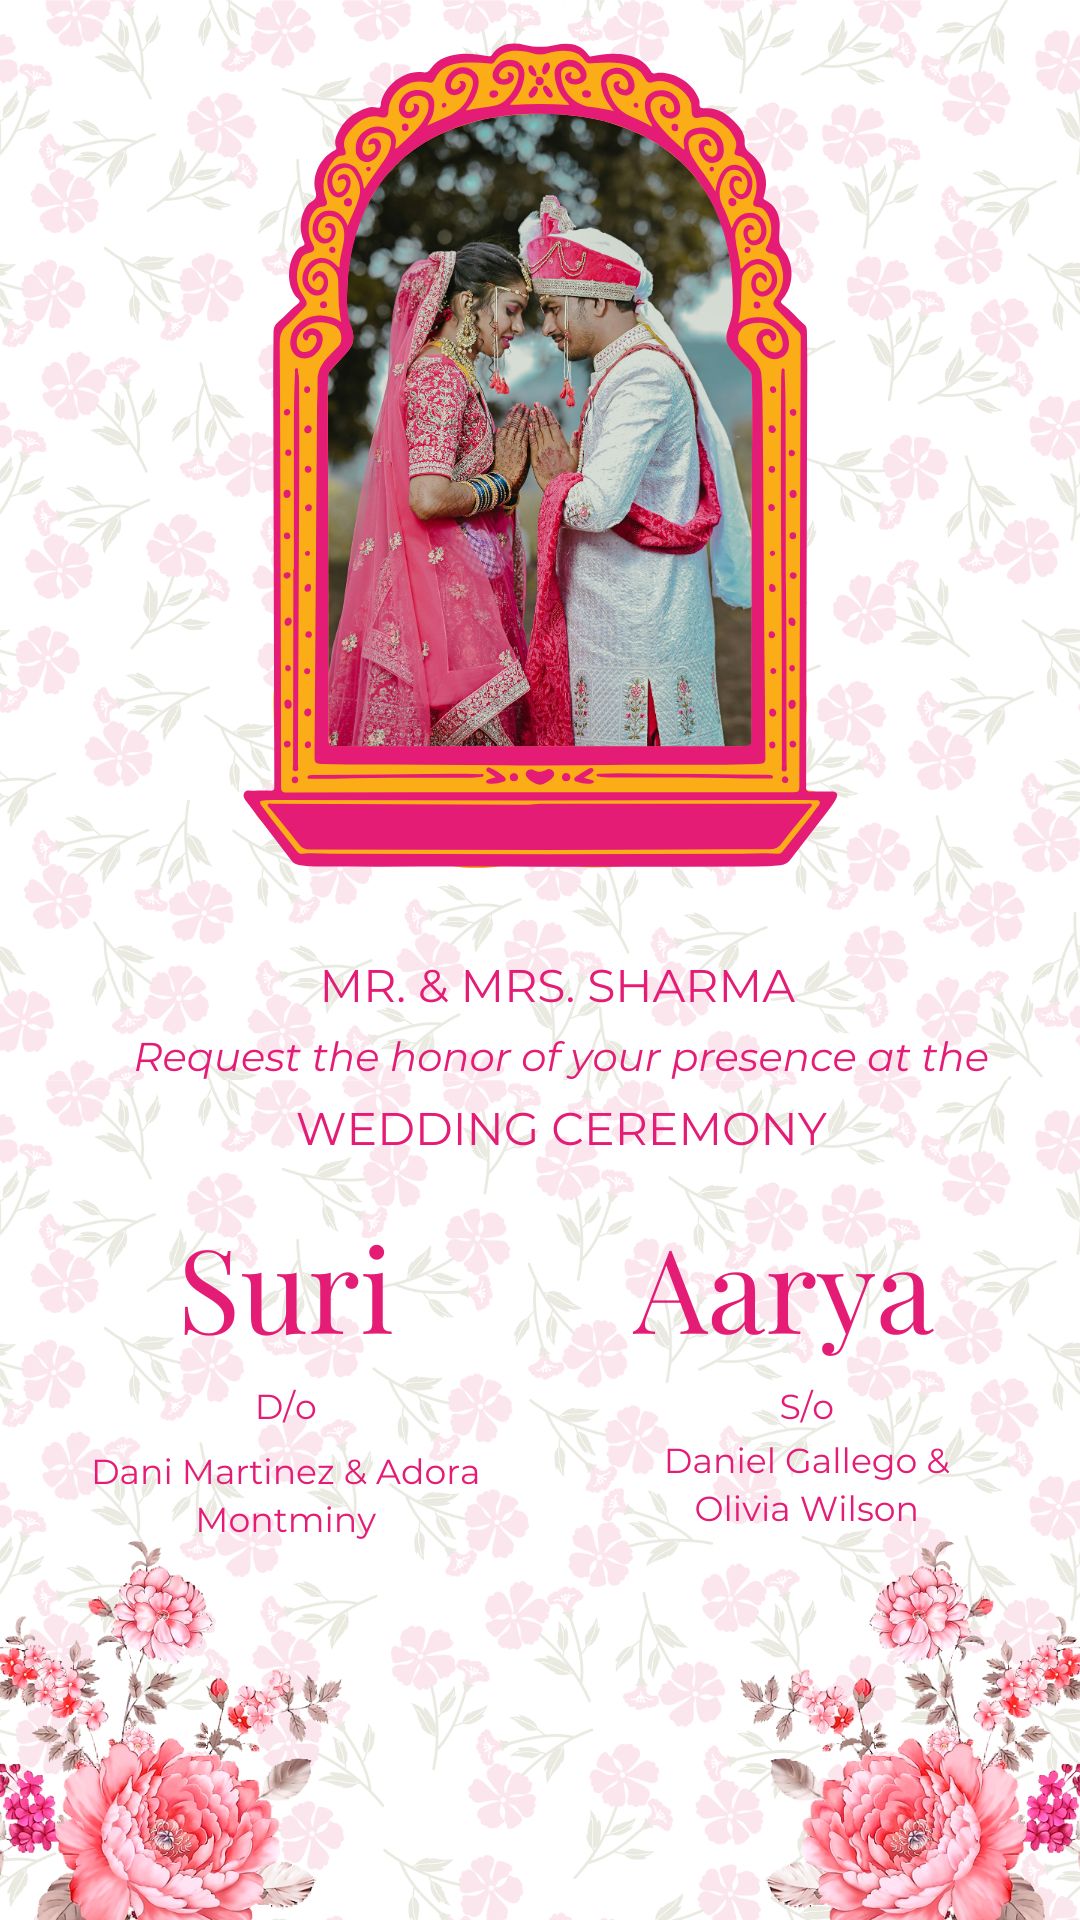 MR. & MRS. SHARMA
Request the honor of your presence at the
WEDDING CEREMONY
Suri
D/o
Dani Martinez & Adora
Montminy
Aarya
S/o
Daniel Gallego &
Olivia Wilson